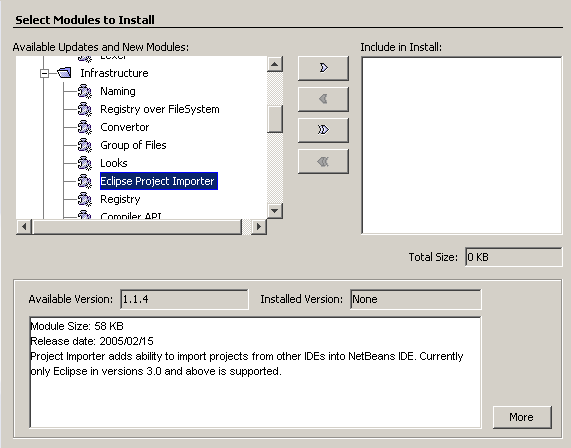 Select Modules to Install
Available Updates and New Modules:
Include in Install:
Lexer
Infrastructure
Naming
Registry over FileSystem
Convertor
Group of Files
Looks
Eclipse Project Importer
Registry
Compiler API
Total Size: 0 KB
Available Version: 1.1.4 Installed Version: None
Module Size: 58 KB
Release date: 2005/02/15
Project Importer adds ability to import projects from other IDEs into NetBeans IDE. Currently
only Eclipse in versions 3.0 and above is supported.
More